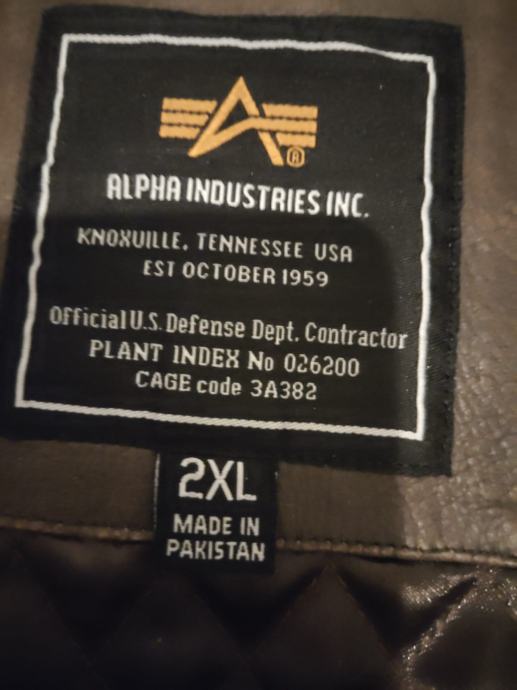 ®
ALPHA INDUSTRIES INC.
KNOXVILLE, TENNESSEE USA
EST OCTOBER 1959
Official U.S. Defense Dept. Contractor
PLANT INDEX No 026200
CAGE code 3A382
2XL
MADE IN
PAKISTAN